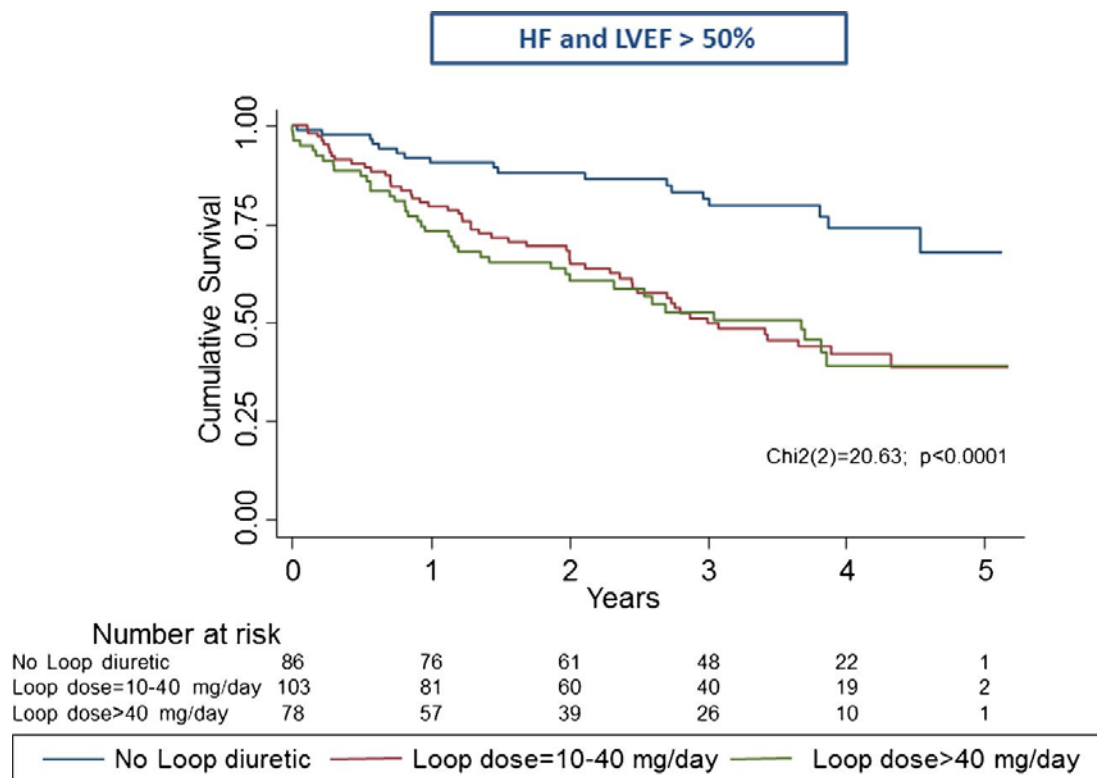 HF and LVEF > 50%
Cumulative Survival
1.00
0.75
0.50
0.25
0.00
Chi2(2)=20.63; p<0.0001
0 1 2 3 4 5
Years
Number at risk
No Loop diuretic 86 76 61 48 22 1
Loop dose=10-40 mg/day 103 81 60 40 19 2
Loop dose>40 mg/day 78 57 39 26 10 1
No Loop diuretic Loop dose=10-40 mg/day Loop dose>40 mg/day